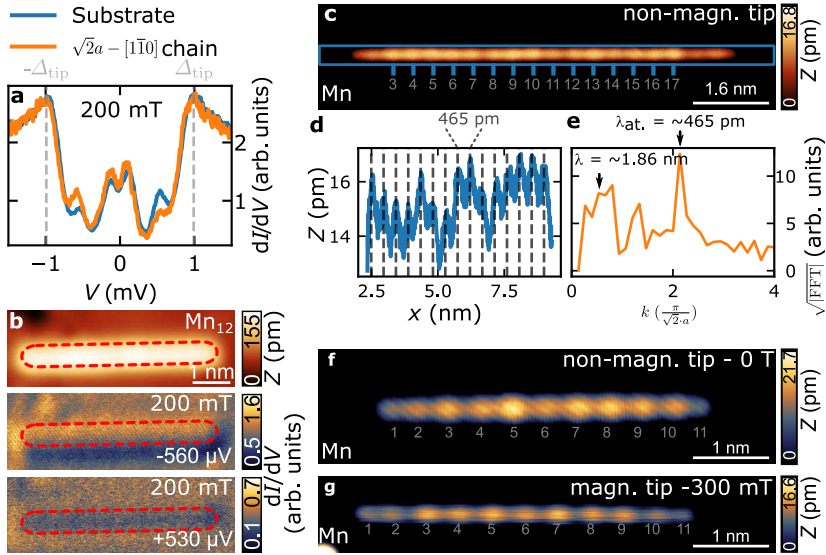 Substrate
√2a − [11̄0] chain
-Δtip
Δtip
a
200 mT
2
1
dI/dV (arb. units)
−1
0
1
V (mV)
b
Mn12
1 nm
0 155
Z (pm)
200 mT
-560 µV
0.5 1.6
200 mT
+530 µV
0.1 0.7
dI/dV
(arb. units)
c
non-magn. tip
3 4 5 6 7 8 9 10 11 12 13 14 15 16 17
Mn
1.6 nm
0 16.8
Z (pm)
d
465 pm
16
14
Z (pm)
2.5 5.0 7.5
x (nm)
e
λat. = ~465 pm
λ = ~1.86 nm
10
5
0
√|FFT| (arb. units)
0 2 4
k (π/√2·a)
f
non-magn. tip - 0 T
1 2 3 4 5 6 7 8 9 10 11
Mn
1 nm
0 21.7
Z (pm)
g
magn. tip -300 mT
1 2 3 4 5 6 7 8 9 10 11
Mn
1 nm
0 16.6
Z (pm)